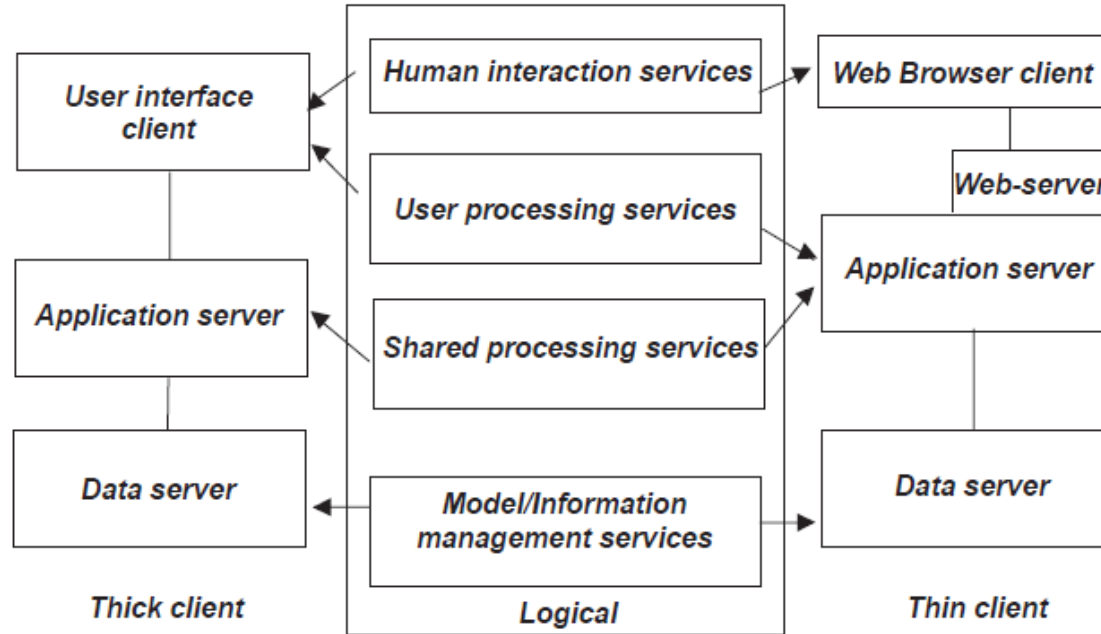 User interface
client
Application server
Data server
Thick client
Human interaction services
User processing services
Shared processing services
Model/Information
management services
Logical
Web Browser client
Web-server
Application server
Data server
Thin client